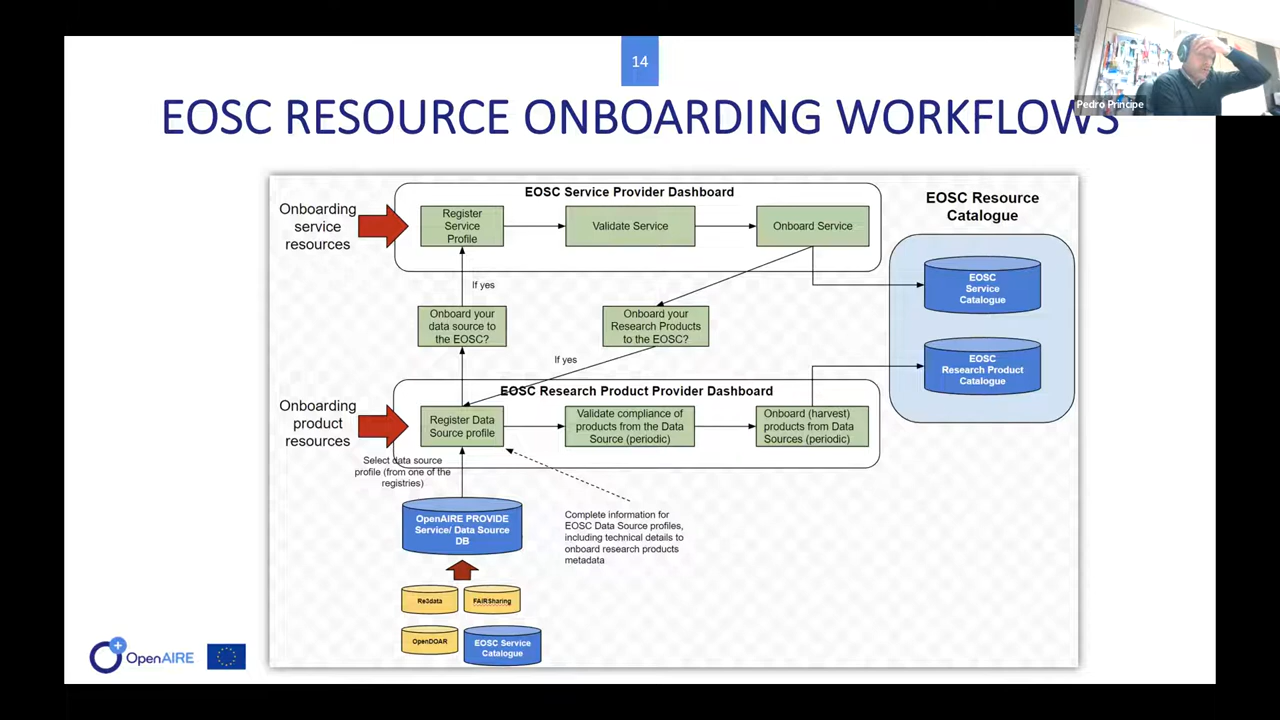 14
Pedro Principe
EOSC RESOURCE ONBOARDING WORKFLOWS
EOSC Service Provider Dashboard
Onboarding
service
resources
Register
Service
Profile
Validate Service
Onboard Service
EOSC Resource
Catalogue
EOSC
Service
Catalogue
If yes
Onboard your
data source to
the EOSC?
Onboard your
Research Products
to the EOSC?
If yes
EOSC
Research Product
Catalogue
EOSC Research Product Provider Dashboard
Onboarding
product
resources
Register Data
Source profile
Validate compliance of
products from the Data
Source (periodic)
Onboard (harvest)
products from Data
Sources (periodic)
Select data source
profile (from one of the
registries)
OpenAIRE PROVIDE
Service/ Data Source
DB
Complete information for
EOSC Data Source profiles,
including technical details to
onboard research products
metadata
Re3data
FAIRSharing
OpenDOAR
EOSC Service
Catalogue
OpenAIRE